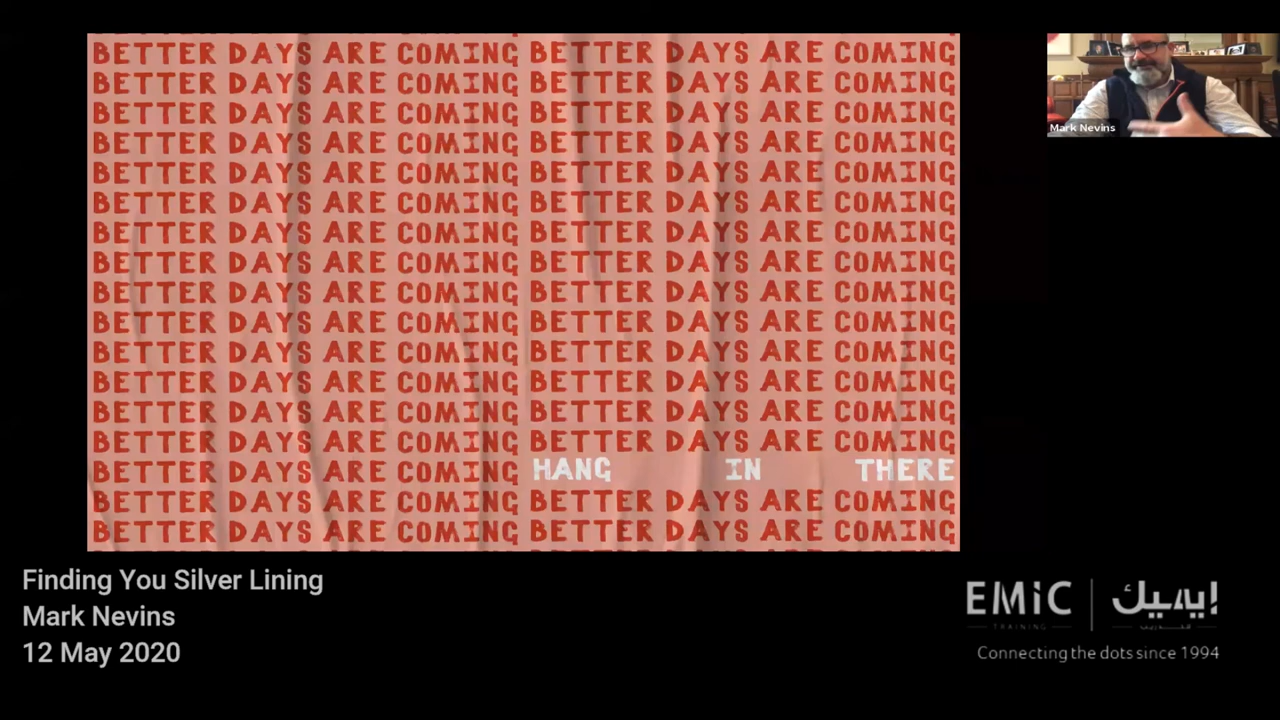 BETTER DAYS ARE COMING BETTER DAYS ARE COMING
BETTER DAYS ARE COMING BETTER DAYS ARE COMING
BETTER DAYS ARE COMING BETTER DAYS ARE COMING
BETTER DAYS ARE COMING BETTER DAYS ARE COMING
BETTER DAYS ARE COMING BETTER DAYS ARE COMING
BETTER DAYS ARE COMING BETTER DAYS ARE COMING
BETTER DAYS ARE COMING BETTER DAYS ARE COMING
BETTER DAYS ARE COMING BETTER DAYS ARE COMING
BETTER DAYS ARE COMING BETTER DAYS ARE COMING
BETTER DAYS ARE COMING BETTER DAYS ARE COMING
BETTER DAYS ARE COMING BETTER DAYS ARE COMING
BETTER DAYS ARE COMING BETTER DAYS ARE COMING
BETTER DAYS ARE COMING BETTER DAYS ARE COMING
BETTER DAYS ARE COMING BETTER DAYS ARE COMING
BETTER DAYS ARE COMING HANG IN THERE
BETTER DAYS ARE COMING BETTER DAYS ARE COMING
BETTER DAYS ARE COMING BETTER DAYS ARE COMING
Mark Nevins
Finding You Silver Lining
Mark Nevins
12 May 2020
EMiC إيميك
TRAINING
Connecting the dots since 1994